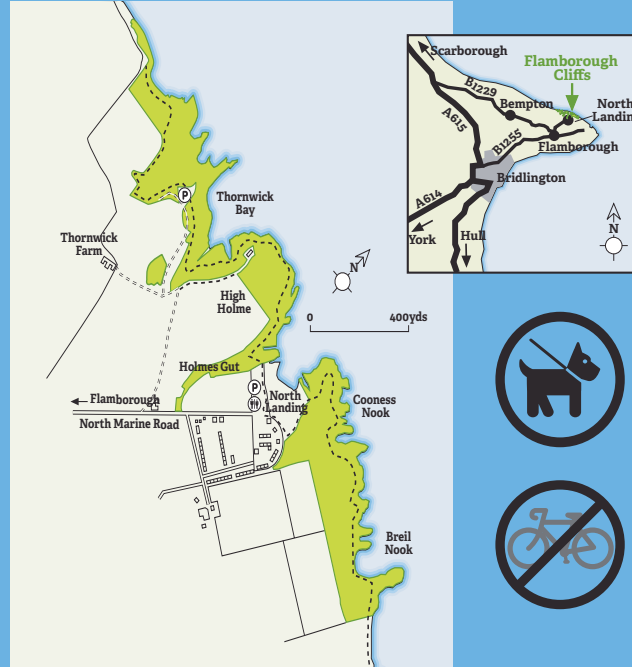 Thornwick
Bay
Thornwick
Farm
High
Holme
N
0 400yds
Holmes Gut
P
P
Flamborough
North Marine Road
North
Landing
Cooness
Nook
Breil
Nook
Scarborough
Flamborough
Cliffs
B1229
Bempton
North
A615
B1255
Flamborough
Bridlington
A614
York
Hull
N